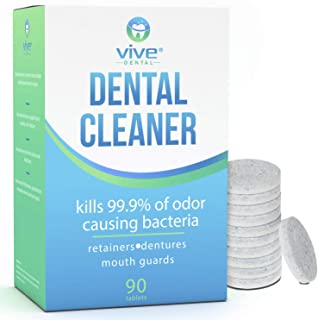 vive®
DENTAL
DENTAL
CLEANER
kills 99.9% of odor
causing bacteria
retainers•dentures
mouth guards
90
tablets